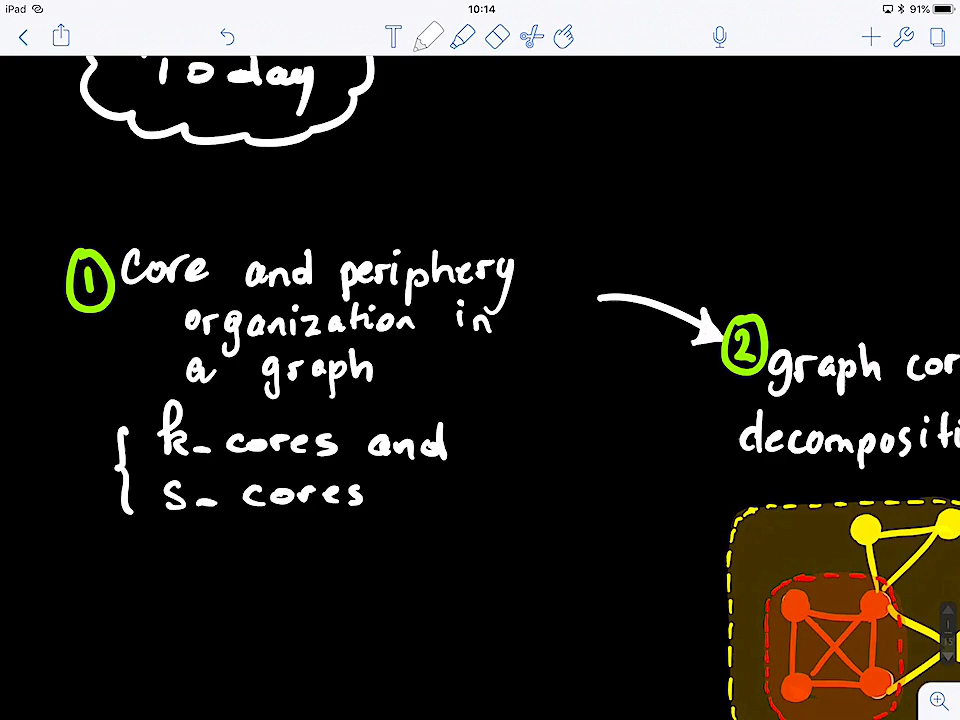 iPad
10:14
91%
Today
1 Core and periphery
organization in
a graph
k-cores and
s-cores
2 graph cor
decompositi